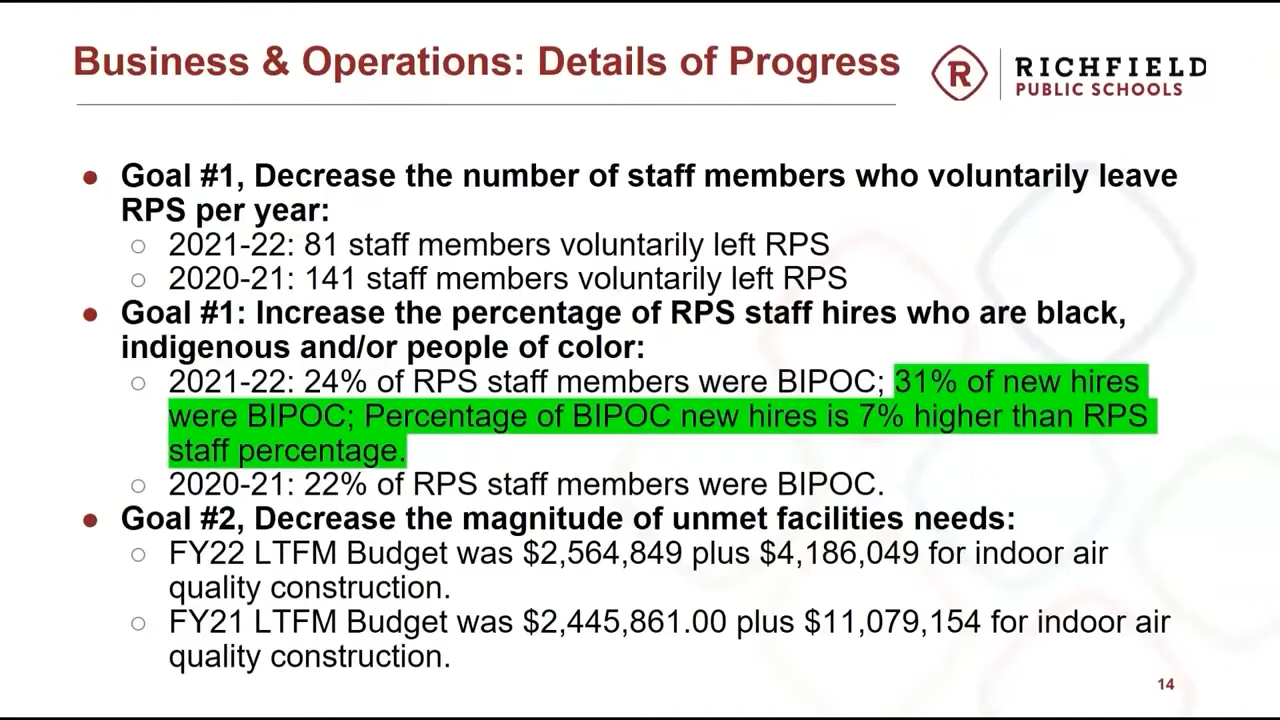 Business & Operations: Details of Progress
R
RICHFIELD
PUBLIC SCHOOLS
● Goal #1, Decrease the number of staff members who voluntarily leave
RPS per year:
○ 2021-22: 81 staff members voluntarily left RPS
○ 2020-21: 141 staff members voluntarily left RPS
● Goal #1: Increase the percentage of RPS staff hires who are black,
indigenous and/or people of color:
○ 2021-22: 24% of RPS staff members were BIPOC; 31% of new hires
were BIPOC; Percentage of BIPOC new hires is 7% higher than RPS
staff percentage.
○ 2020-21: 22% of RPS staff members were BIPOC.
● Goal #2, Decrease the magnitude of unmet facilities needs:
○ FY22 LTFM Budget was $2,564,849 plus $4,186,049 for indoor air
quality construction.
○ FY21 LTFM Budget was $2,445,861.00 plus $11,079,154 for indoor air
quality construction.
14